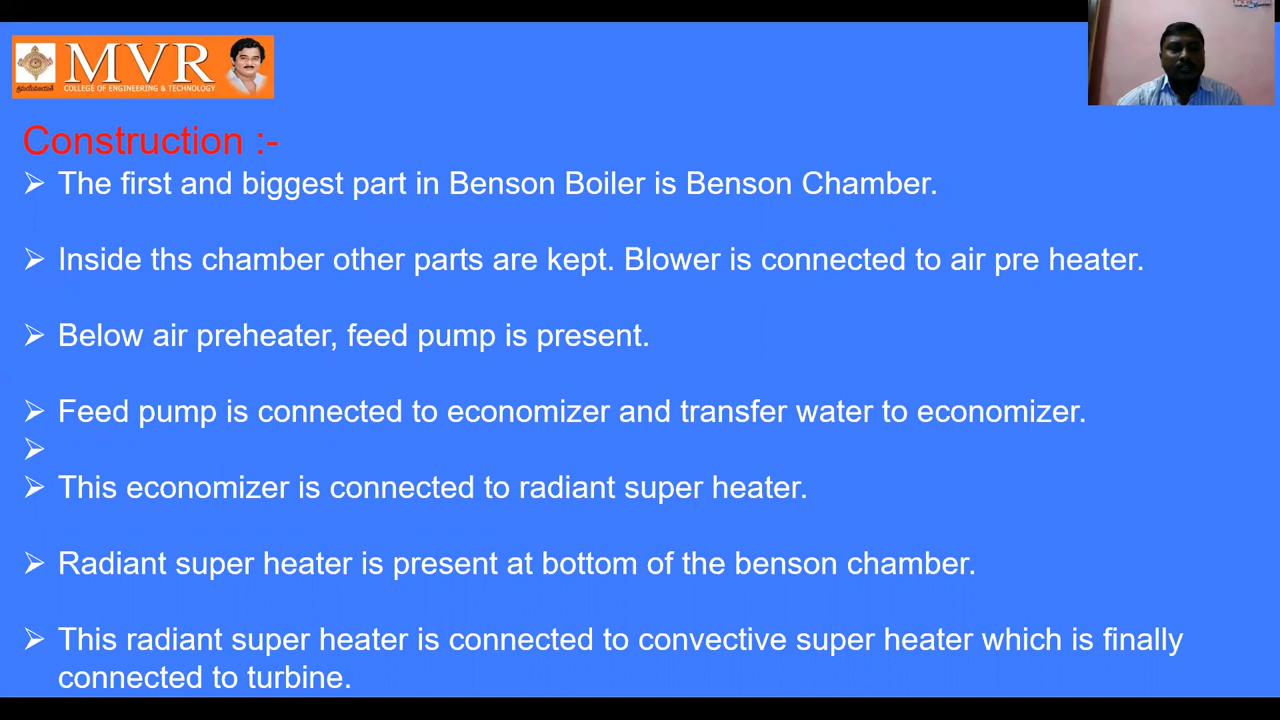 MVR
COLLEGE OF ENGINEERING & TECHNOLOGY
Construction :-
➢ The first and biggest part in Benson Boiler is Benson Chamber.
➢ Inside ths chamber other parts are kept. Blower is connected to air pre heater.
➢ Below air preheater, feed pump is present.
➢ Feed pump is connected to economizer and transfer water to economizer.
➢
➢ This economizer is connected to radiant super heater.
➢ Radiant super heater is present at bottom of the benson chamber.
➢ This radiant super heater is connected to convective super heater which is finally
connected to turbine.